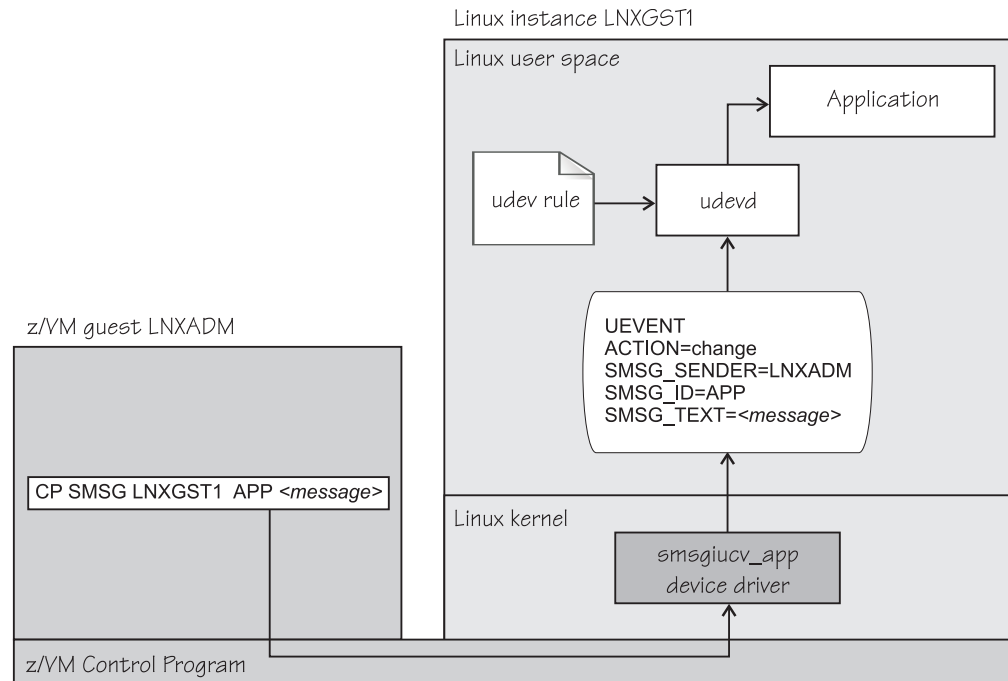 Linux instance LNXGST1
Linux user space
Application
udev rule
udevd
UEVENT
ACTION=change
SMSG_SENDER=LNXADM
SMSG_ID=APP
SMSG_TEXT=<message>
z/VM guest LNXADM
CP SMSG LNXGST1 APP <message>
Linux kernel
smsgiucv_app
device driver
z/VM Control Program